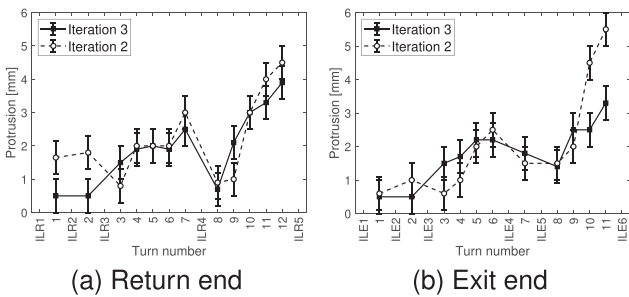 Iteration 3
Iteration 2
Protrusion [mm]
6
5
4
3
2
1
0
ILR1
1
ILR2
2
ILR3
3
4
5
6
7
ILR4
8
9
10
11
12
ILR5
Turn number
(a) Return end
Iteration 3
Iteration 2
Protrusion [mm]
6
5
4
3
2
1
0
ILE1
1
ILE2
2
ILE3
3
4
5
6
ILE4
7
ILE5
8
9
10
11
ILE6
Turn number
(b) Exit end